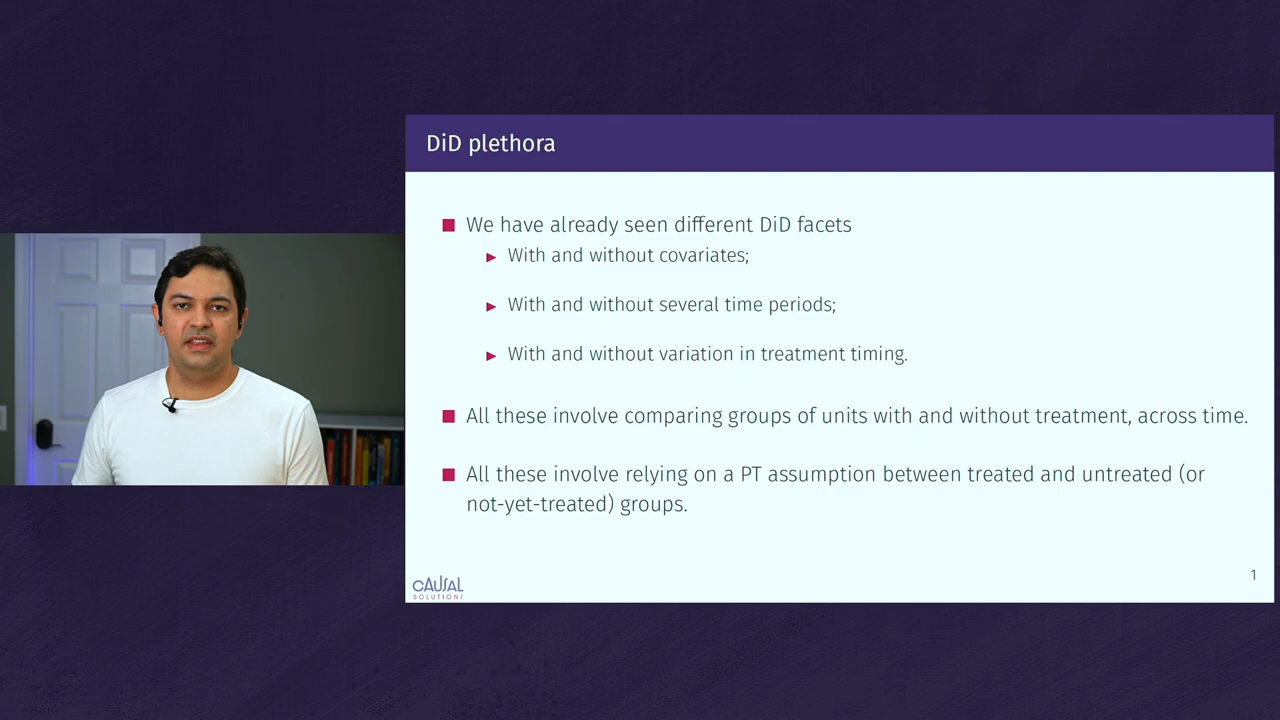 DiD plethora
We have already seen different DiD facets
With and without covariates;
With and without several time periods;
With and without variation in treatment timing.
All these involve comparing groups of units with and without treatment, across time.
All these involve relying on a PT assumption between treated and untreated (or
not-yet-treated) groups.
CAUSAL
SOLUTIONS
1